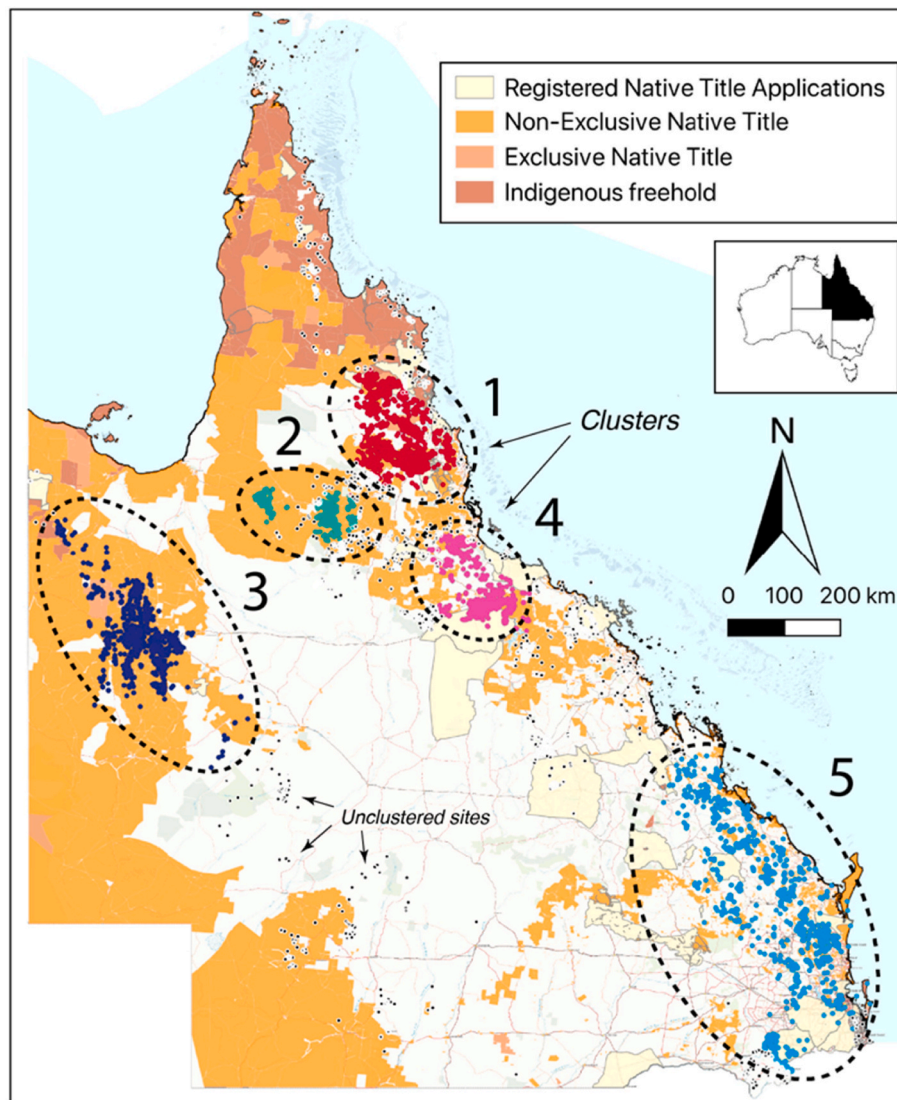 Registered Native Title Applications
Non-Exclusive Native Title
Exclusive Native Title
Indigenous freehold
1
2
Clusters
N
4
3
0 100 200 km
5
Unclustered sites